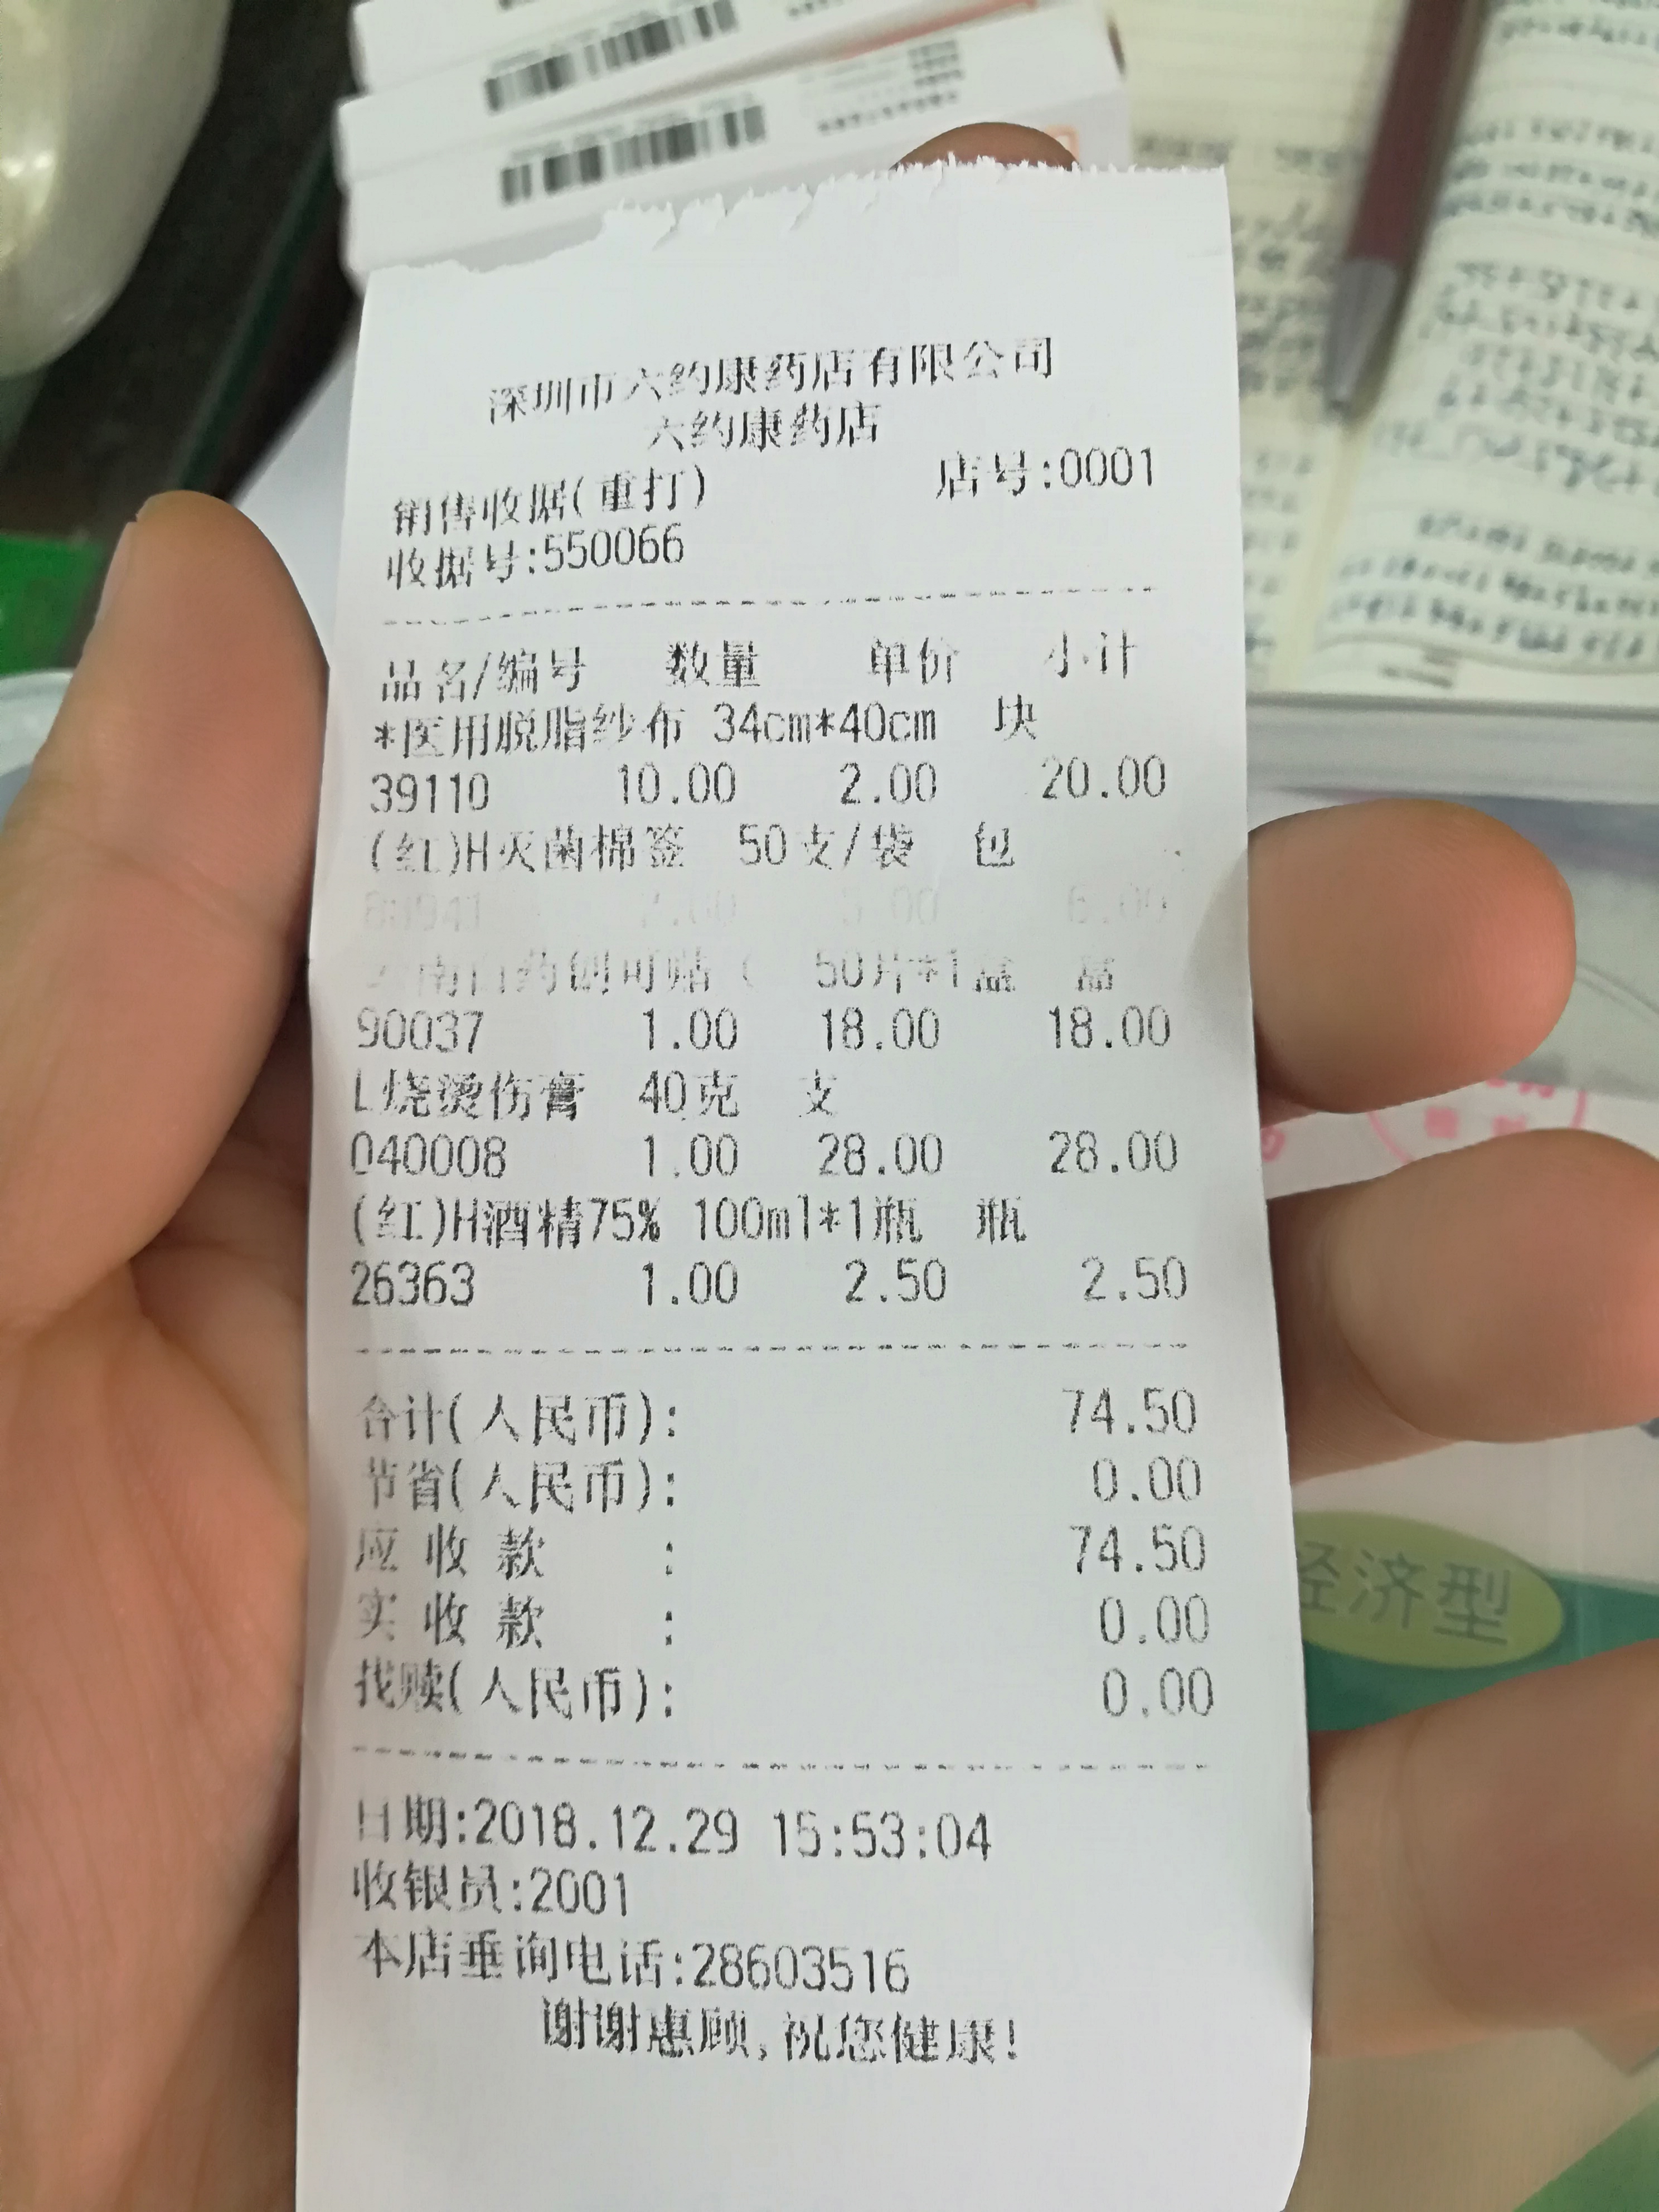 深圳市六约康药店有限公司
六约康药店
销售收据(重打) 店号:0001
收据号:550066
品名/编号 数量 单价 小计
*医用脱脂纱布 34cm*40cm 块
39110 10.00 2.00 20.00
(红)H灭菌棉签 50支/袋 包
2.00 3.00 6.00
云南白药创可贴( 50片*1盒 盒
90037 1.00 18.00 18.00
L烧烫伤膏 40克 支
040008 1.00 28.00 28.00
(红)H酒精75% 100ml*1瓶 瓶
26363 1.00 2.50 2.50
合计(人民币): 74.50
节省(人民币): 0.00
应收款 : 74.50
实收款 : 0.00
找赎(人民币): 0.00
日期:2018.12.29 15:53:04
收银员:2001
本店垂询电话:28603516
谢谢惠顾,祝您健康!
经济型